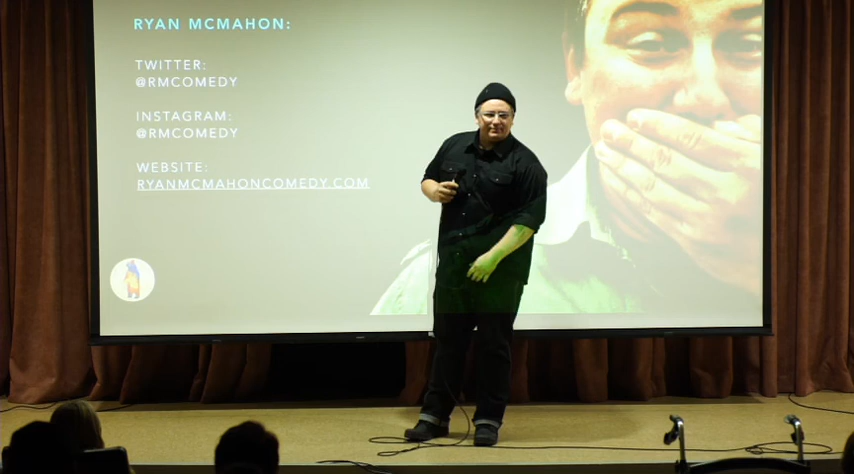 RYAN MCMAHON:
TWITTER:
@RMCOMEDY
INSTAGRAM:
@RMCOMEDY
WEBSITE:
RYANMCMAHONCOMEDY.COM